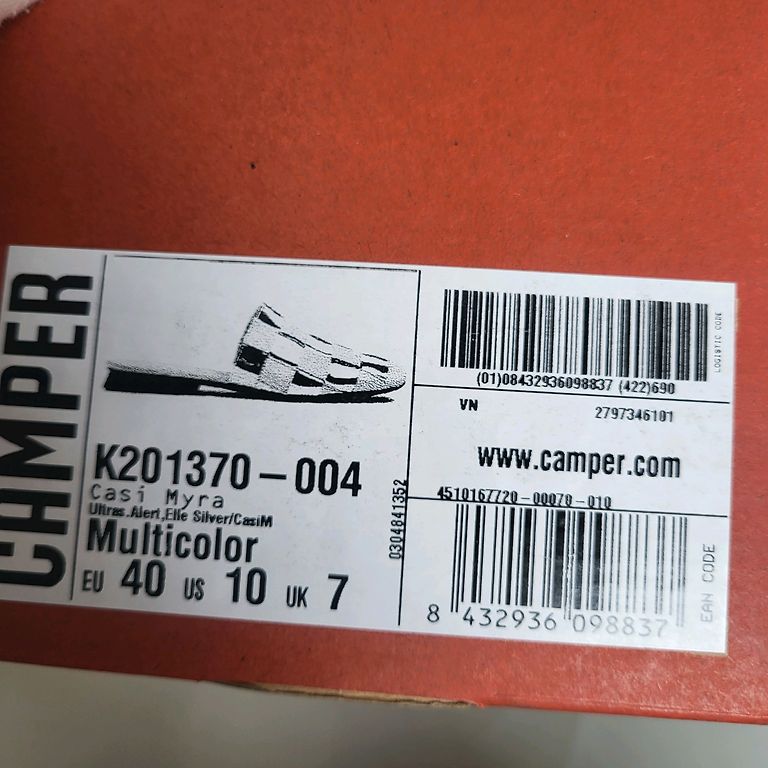 CAMPER
K201370-004
Casi Myra
Ultras.Alert,Elle Silver/CasiM
Multicolor
EU 40 US 10 UK 7
0304841352
(01)08432936098837 (422)690
LOGISTIC CODE
VN 2797346101
www.camper.com
4510167720-00070-010
8 432936 098837
EAN CODE